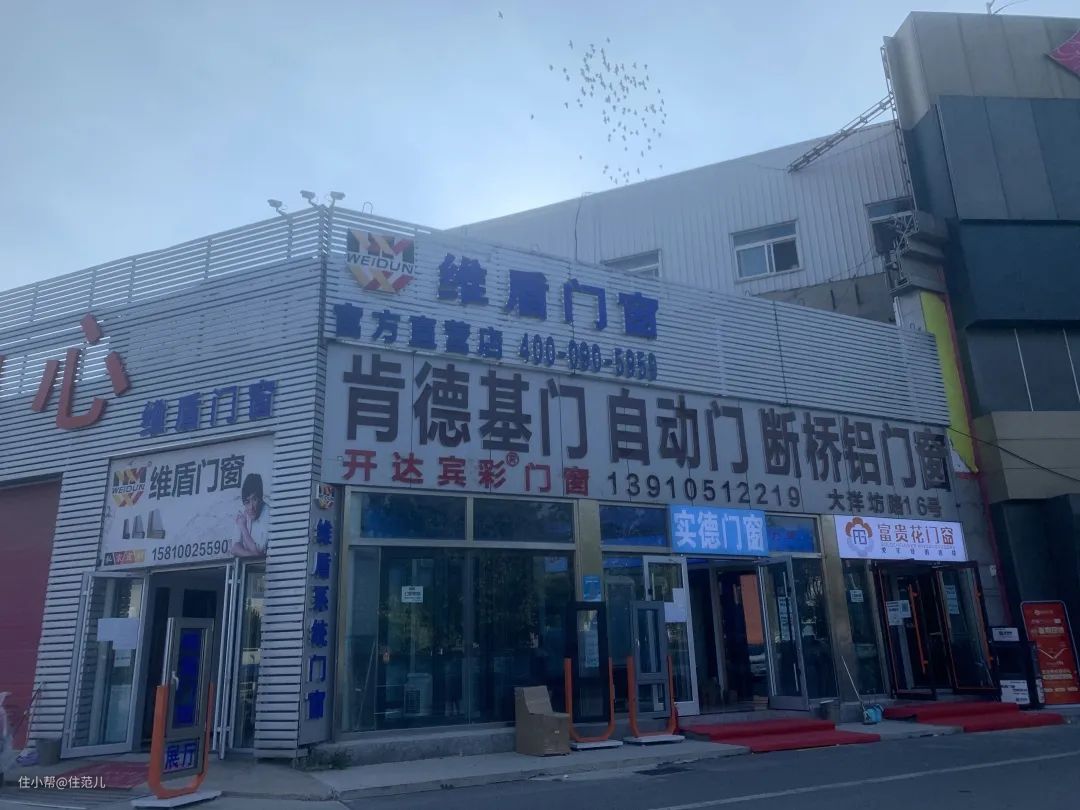 WEIDUN
维盾门窗
官方直营店 400-090-5959
心
维盾门窗
肯德基门 自动门 断桥铝门窗
开达宾彩®门窗 13910512219 大洋坊路16号
WEIDUN
维盾门窗
15810025590
维盾系统门窗
实德门窗
富贵花门窗
展厅
住小帮@住范儿